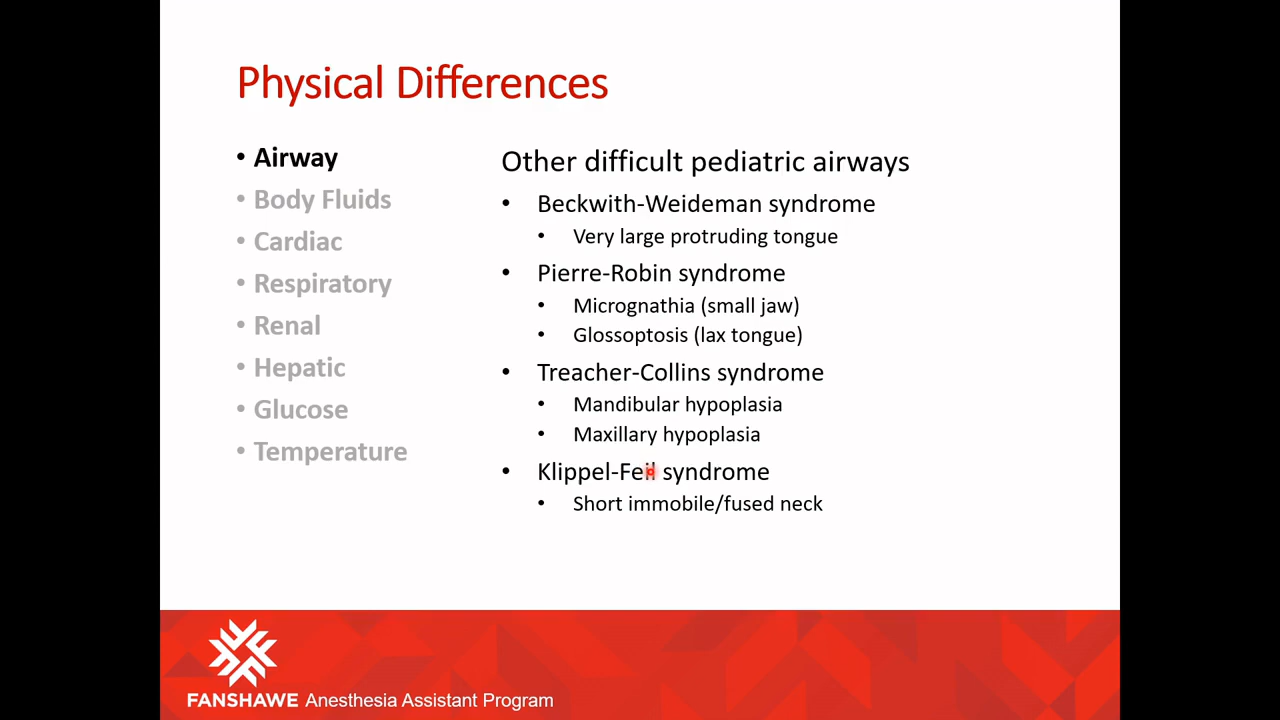 Physical Differences
• Airway
• Body Fluids
• Cardiac
• Respiratory
• Renal
• Hepatic
• Glucose
• Temperature
Other difficult pediatric airways
• Beckwith-Weideman syndrome
• Very large protruding tongue
• Pierre-Robin syndrome
• Micrognathia (small jaw)
• Glossoptosis (lax tongue)
• Treacher-Collins syndrome
• Mandibular hypoplasia
• Maxillary hypoplasia
• Klippel-Feil syndrome
• Short immobile/fused neck
FANSHAWE Anesthesia Assistant Program